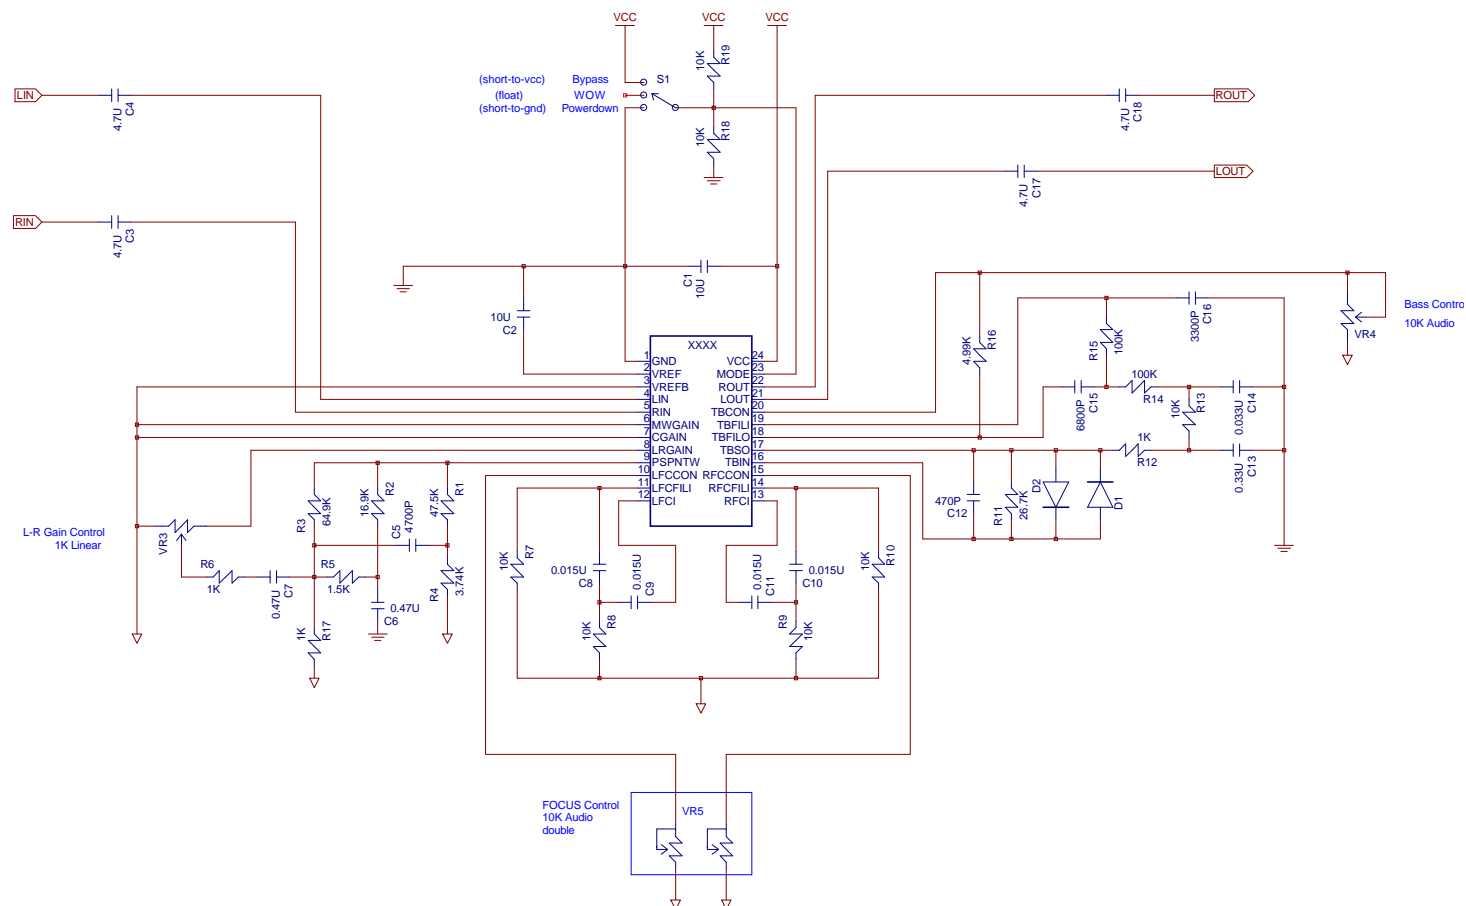 VCC
VCC
VCC
10K
R19
(short-to-vcc) Bypass
S1
(float) WOW
(short-to-gnd) Powerdown
10K
R18
LIN
4.7U
C4
ROUT
4.7U
C18
LOUT
4.7U
C17
RIN
4.7U
C3
C1
10U
10U
C2
Bass Contro
10K Audio
VR4
4.99K
R16
3300P
C16
R15
100K
XXXX
1 GND
2 VREF
3 VREFB
4 LIN
5 RIN
6 MWGAIN
7 CGAIN
8 LRGAIN
9 PSPNTW
10 LFCCON
11 LFCFILI
12 LFCI
VCC 24
MODE 23
ROUT 22
LOUT 21
TBCON 20
TBFILI 19
TBFILO 18
TBSO 17
TBIN 16
RFCCON 15
RFCFILI 14
RFCI 13
6800P
C15
100K
R14
10K
R13
0.033U
C14
1K
R12
0.33U
C13
470P
C12
R11
26.7K
D2
D1
R3
64.9K
16.9K
R2
C5
4700P
47.5K
R1
L-R Gain Control
1K Linear
VR3
R6
1K
0.47U
C7
R5
1.5K
0.47U
C6
R4
3.74K
1K
R17
10K
R7
0.015U
C8
0.015U
C9
10K
R8
0.015U
C11
0.015U
C10
10K
R10
R9
10K
FOCUS Control
10K Audio
double
VR5